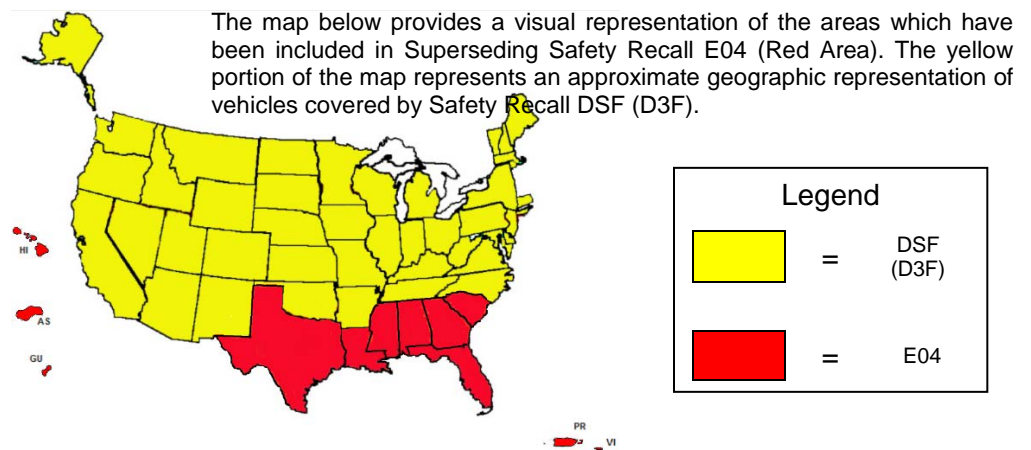 The map below provides a visual representation of the areas which have
been included in Superseding Safety Recall E04 (Red Area). The yellow
portion of the map represents an approximate geographic representation of
vehicles covered by Safety Recall DSF (D3F).
Legend
= DSF
(D3F)
= E04
HI
AS
GU
PR
VI